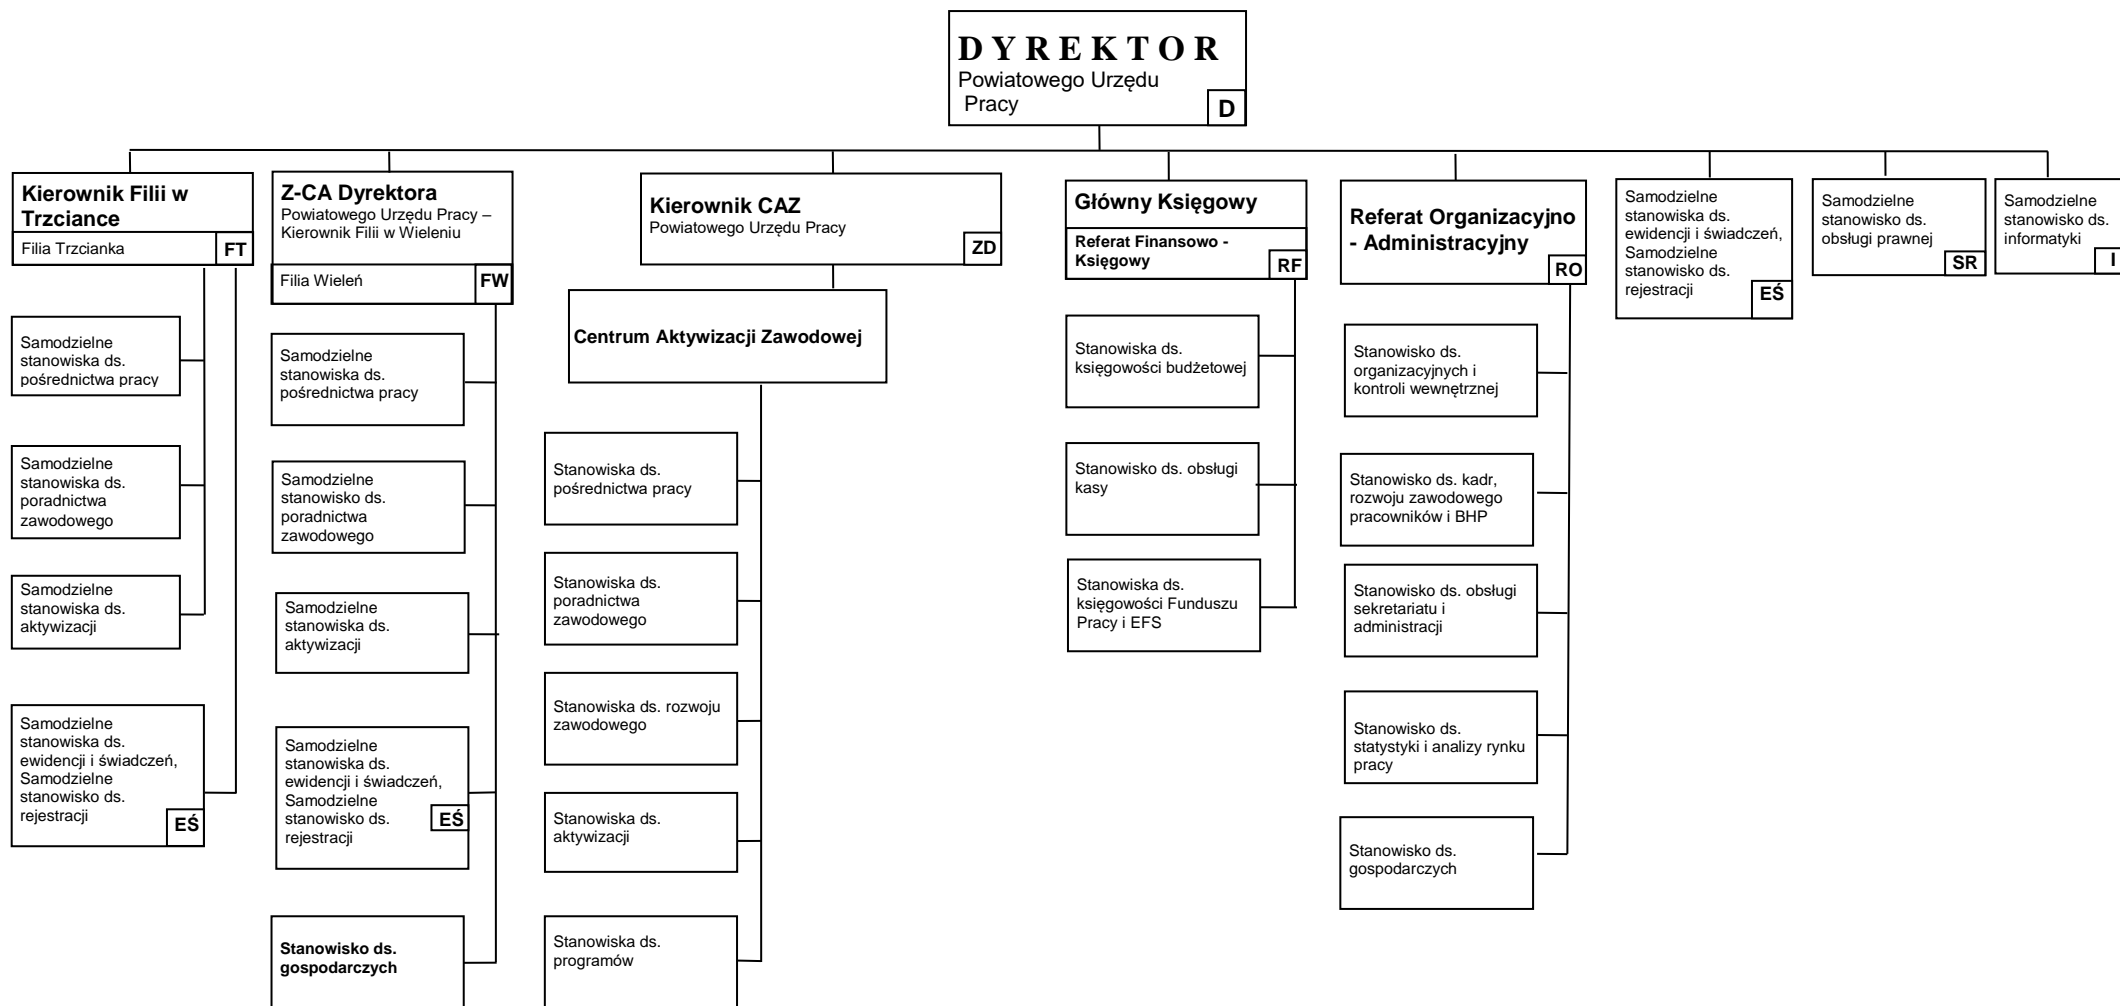 D Y R E K T O R
Powiatowego Urzędu
Pracy
D
Kierownik Filii w
Trzciance
Filia Trzcianka
FT
Samodzielne
stanowiska ds.
pośrednictwa pracy
Samodzielne
stanowiska ds.
poradnictwa
zawodowego
Samodzielne
stanowiska ds.
aktywizacji
Samodzielne
stanowiska ds.
ewidencji i świadczeń,
Samodzielne
stanowisko ds.
rejestracji
EŚ
Z-CA Dyrektora
Powiatowego Urzędu Pracy –
Kierownik Filii w Wieleniu
Filia Wieleń
FW
Samodzielne
stanowiska ds.
pośrednictwa pracy
Samodzielne
stanowisko ds.
poradnictwa
zawodowego
Samodzielne
stanowiska ds.
aktywizacji
Samodzielne
stanowiska ds.
ewidencji i świadczeń,
Samodzielne
stanowisko ds.
rejestracji
EŚ
Stanowisko ds.
gospodarczych
Kierownik CAZ
Powiatowego Urzędu Pracy
ZD
Centrum Aktywizacji Zawodowej
Stanowiska ds.
pośrednictwa pracy
Stanowiska ds.
poradnictwa
zawodowego
Stanowiska ds. rozwoju
zawodowego
Stanowiska ds.
aktywizacji
Stanowiska ds.
programów
Główny Księgowy
Referat Finansowo -
Księgowy
RF
Stanowiska ds.
księgowości budżetowej
Stanowisko ds. obsługi
kasy
Stanowiska ds.
księgowości Funduszu
Pracy i EFS
Referat Organizacyjno
- Administracyjny
RO
Stanowisko ds.
organizacyjnych i
kontroli wewnętrznej
Stanowisko ds. kadr,
rozwoju zawodowego
pracowników i BHP
Stanowisko ds. obsługi
sekretariatu i
administracji
Stanowisko ds.
statystyki i analizy rynku
pracy
Stanowisko ds.
gospodarczych
Samodzielne
stanowiska ds.
ewidencji i świadczeń,
Samodzielne
stanowisko ds.
rejestracji
EŚ
Samodzielne
stanowisko ds.
obsługi prawnej
SR
Samodzielne
stanowisko ds.
informatyki
I